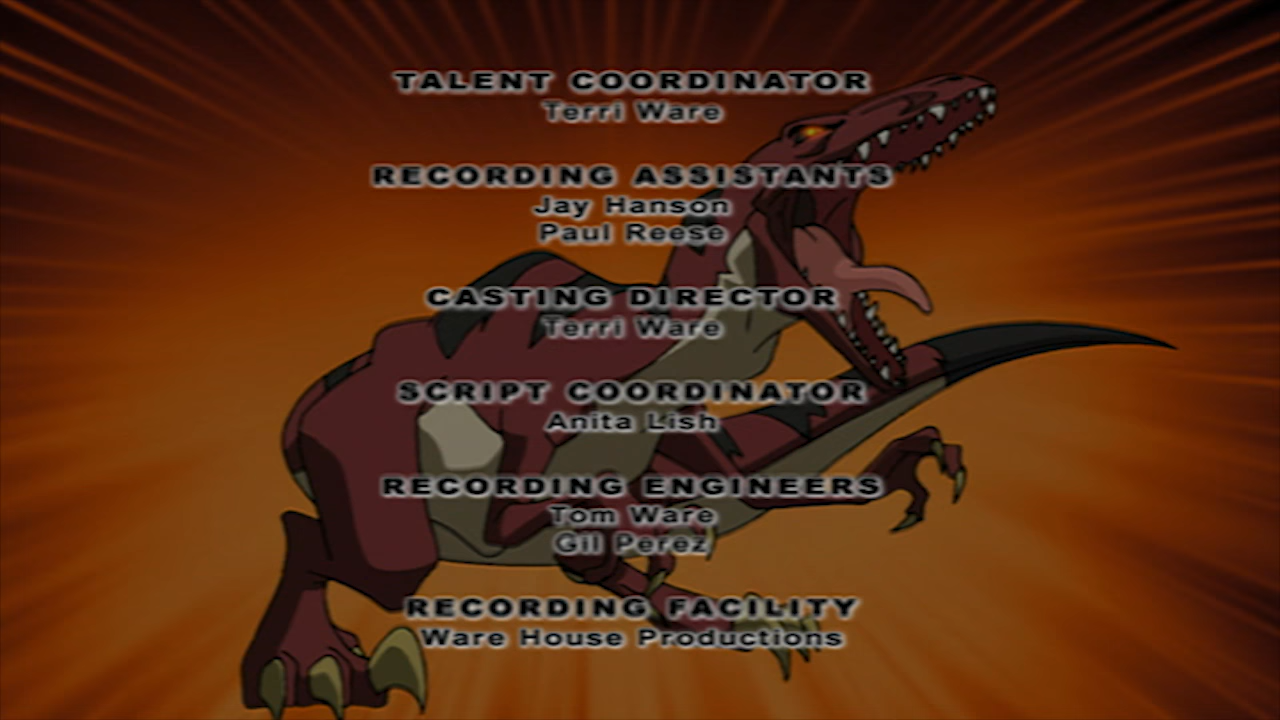 TALENT COORDINATOR
Terri Ware
RECORDING ASSISTANTS
Jay Hanson
Paul Reese
CASTING DIRECTOR
Terri Ware
SCRIPT COORDINATOR
Anita Lish
RECORDING ENGINEERS
Tom Ware
Gil Perez
RECORDING FACILITY
Ware House Productions